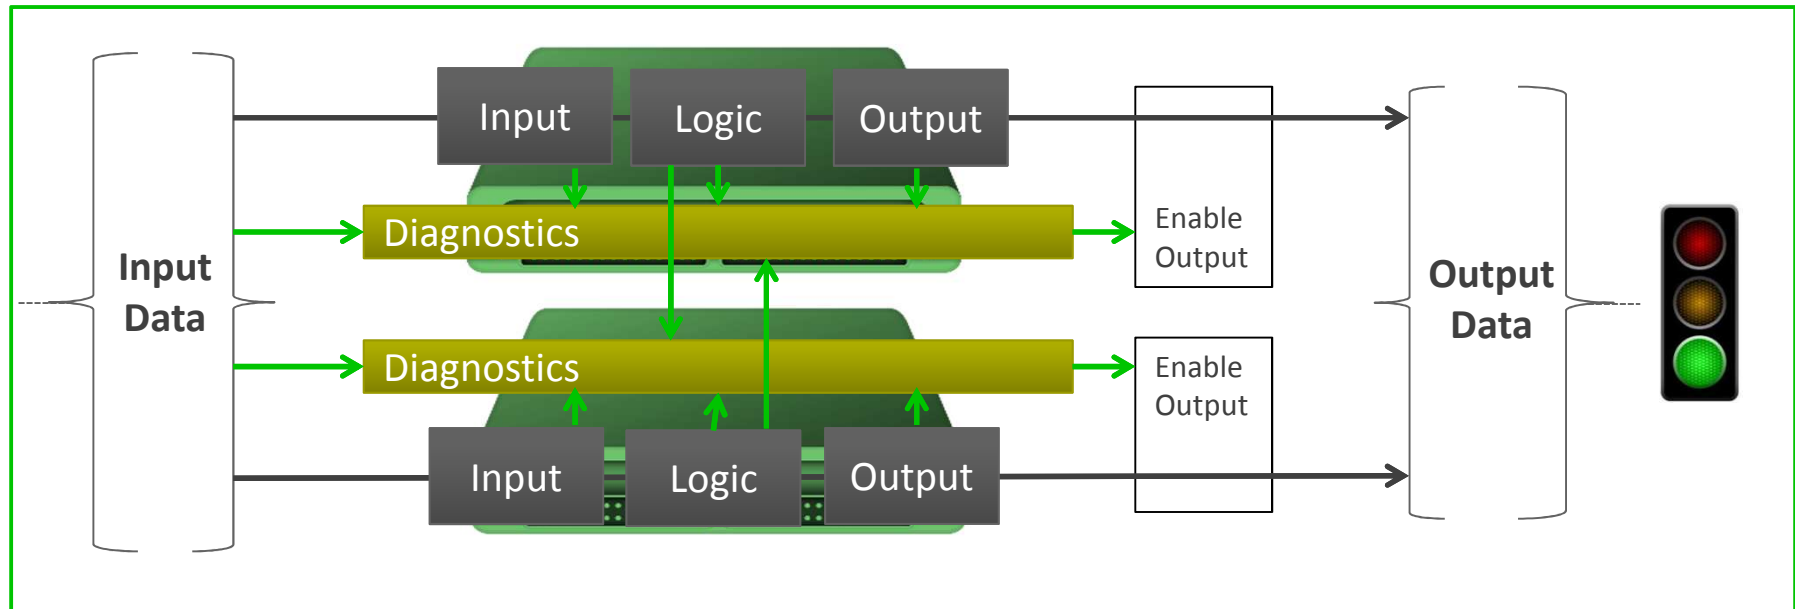 Input
Logic
Output
Diagnostics
Enable
Output
Input
Data
Output
Data
Diagnostics
Enable
Output
Input
Logic
Output